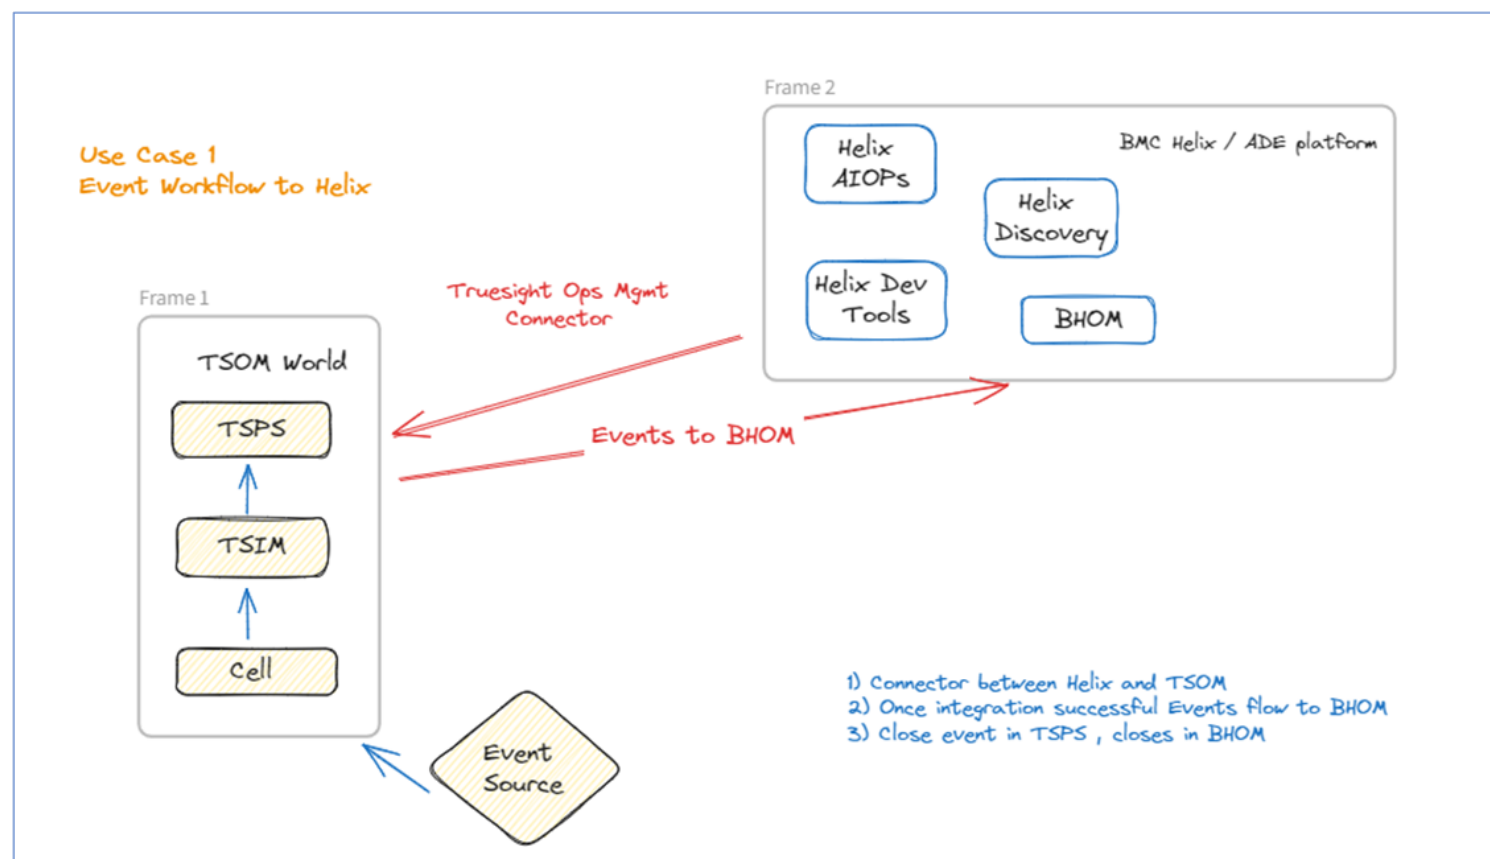 Frame 2
Use Case 1
Event Workflow to Helix
Helix
AIOPs
BMC Helix / ADE platform
Helix
Discovery
Helix Dev
Tools
BHOM
Truesight Ops Mgmt
Connector
Events to BHOM
Frame 1
TSOM World
TSPS
TSIM
Cell
Event
Source
1) Connector between Helix and TSOM
2) Once integration successful Events flow to BHOM
3) Close event in TSPS , closes in BHOM